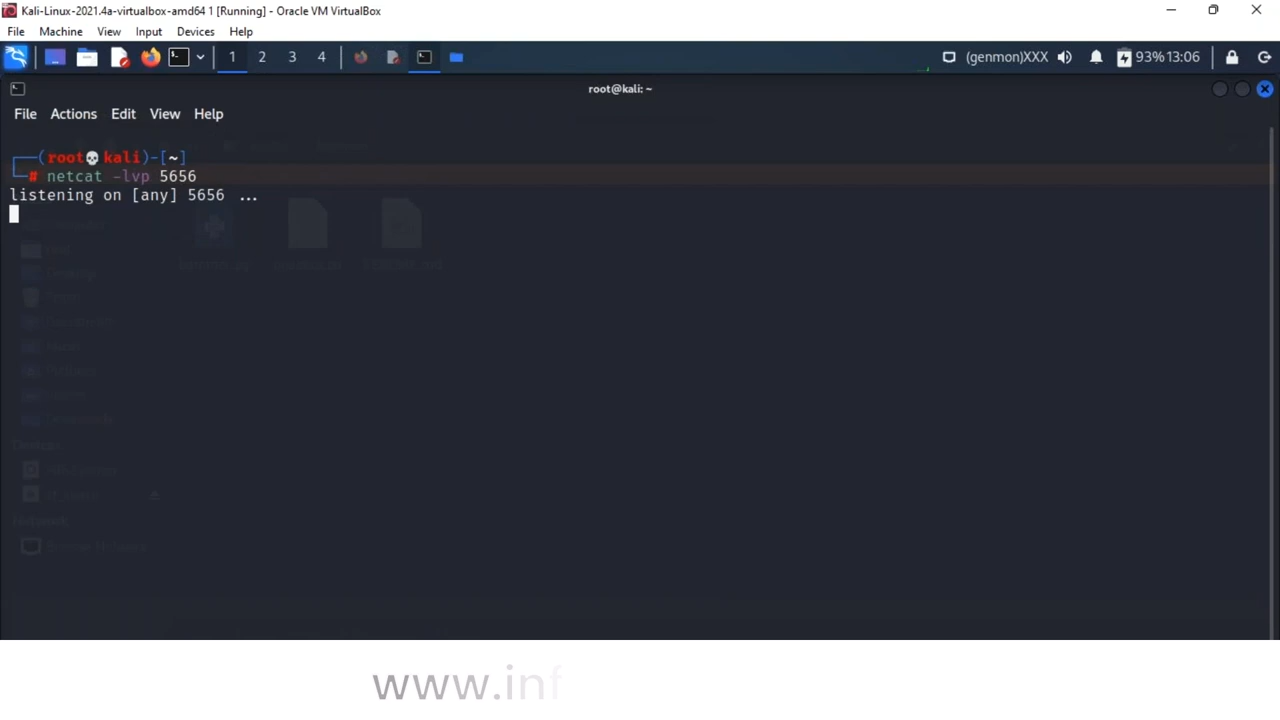 Kali-Linux-2021.4a-virtualbox-amd64 1 [Running] - Oracle VM VirtualBox
File Machine View Input Devices Help
1 2 3 4 (genmon)XXX 93% 13:06
root@kali: ~
File Actions Edit View Help
(root💀kali)-[~]
# netcat -lvp 5656
listening on [any] 5656 ...
www.inf